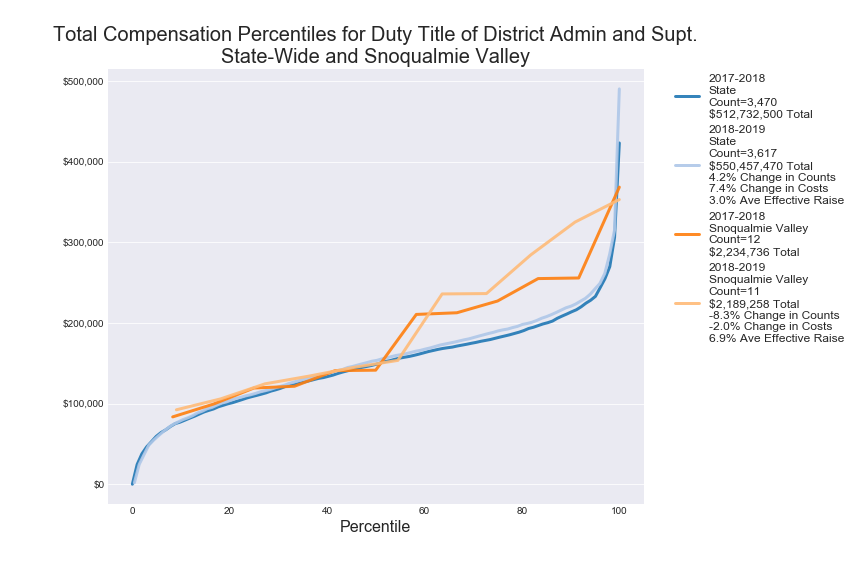 Total Compensation Percentiles for Duty Title of District Admin and Supt.
State-Wide and Snoqualmie Valley
$500,000
$400,000
$300,000
$200,000
$100,000
$0
0
20
40
60
80
100
Percentile
2017-2018
State
Count=3,470
$512,732,500 Total
2018-2019
State
Count=3,617
$550,457,470 Total
4.2% Change in Counts
7.4% Change in Costs
3.0% Ave Effective Raise
2017-2018
Snoqualmie Valley
Count=12
$2,234,736 Total
2018-2019
Snoqualmie Valley
Count=11
$2,189,258 Total
-8.3% Change in Counts
-2.0% Change in Costs
6.9% Ave Effective Raise